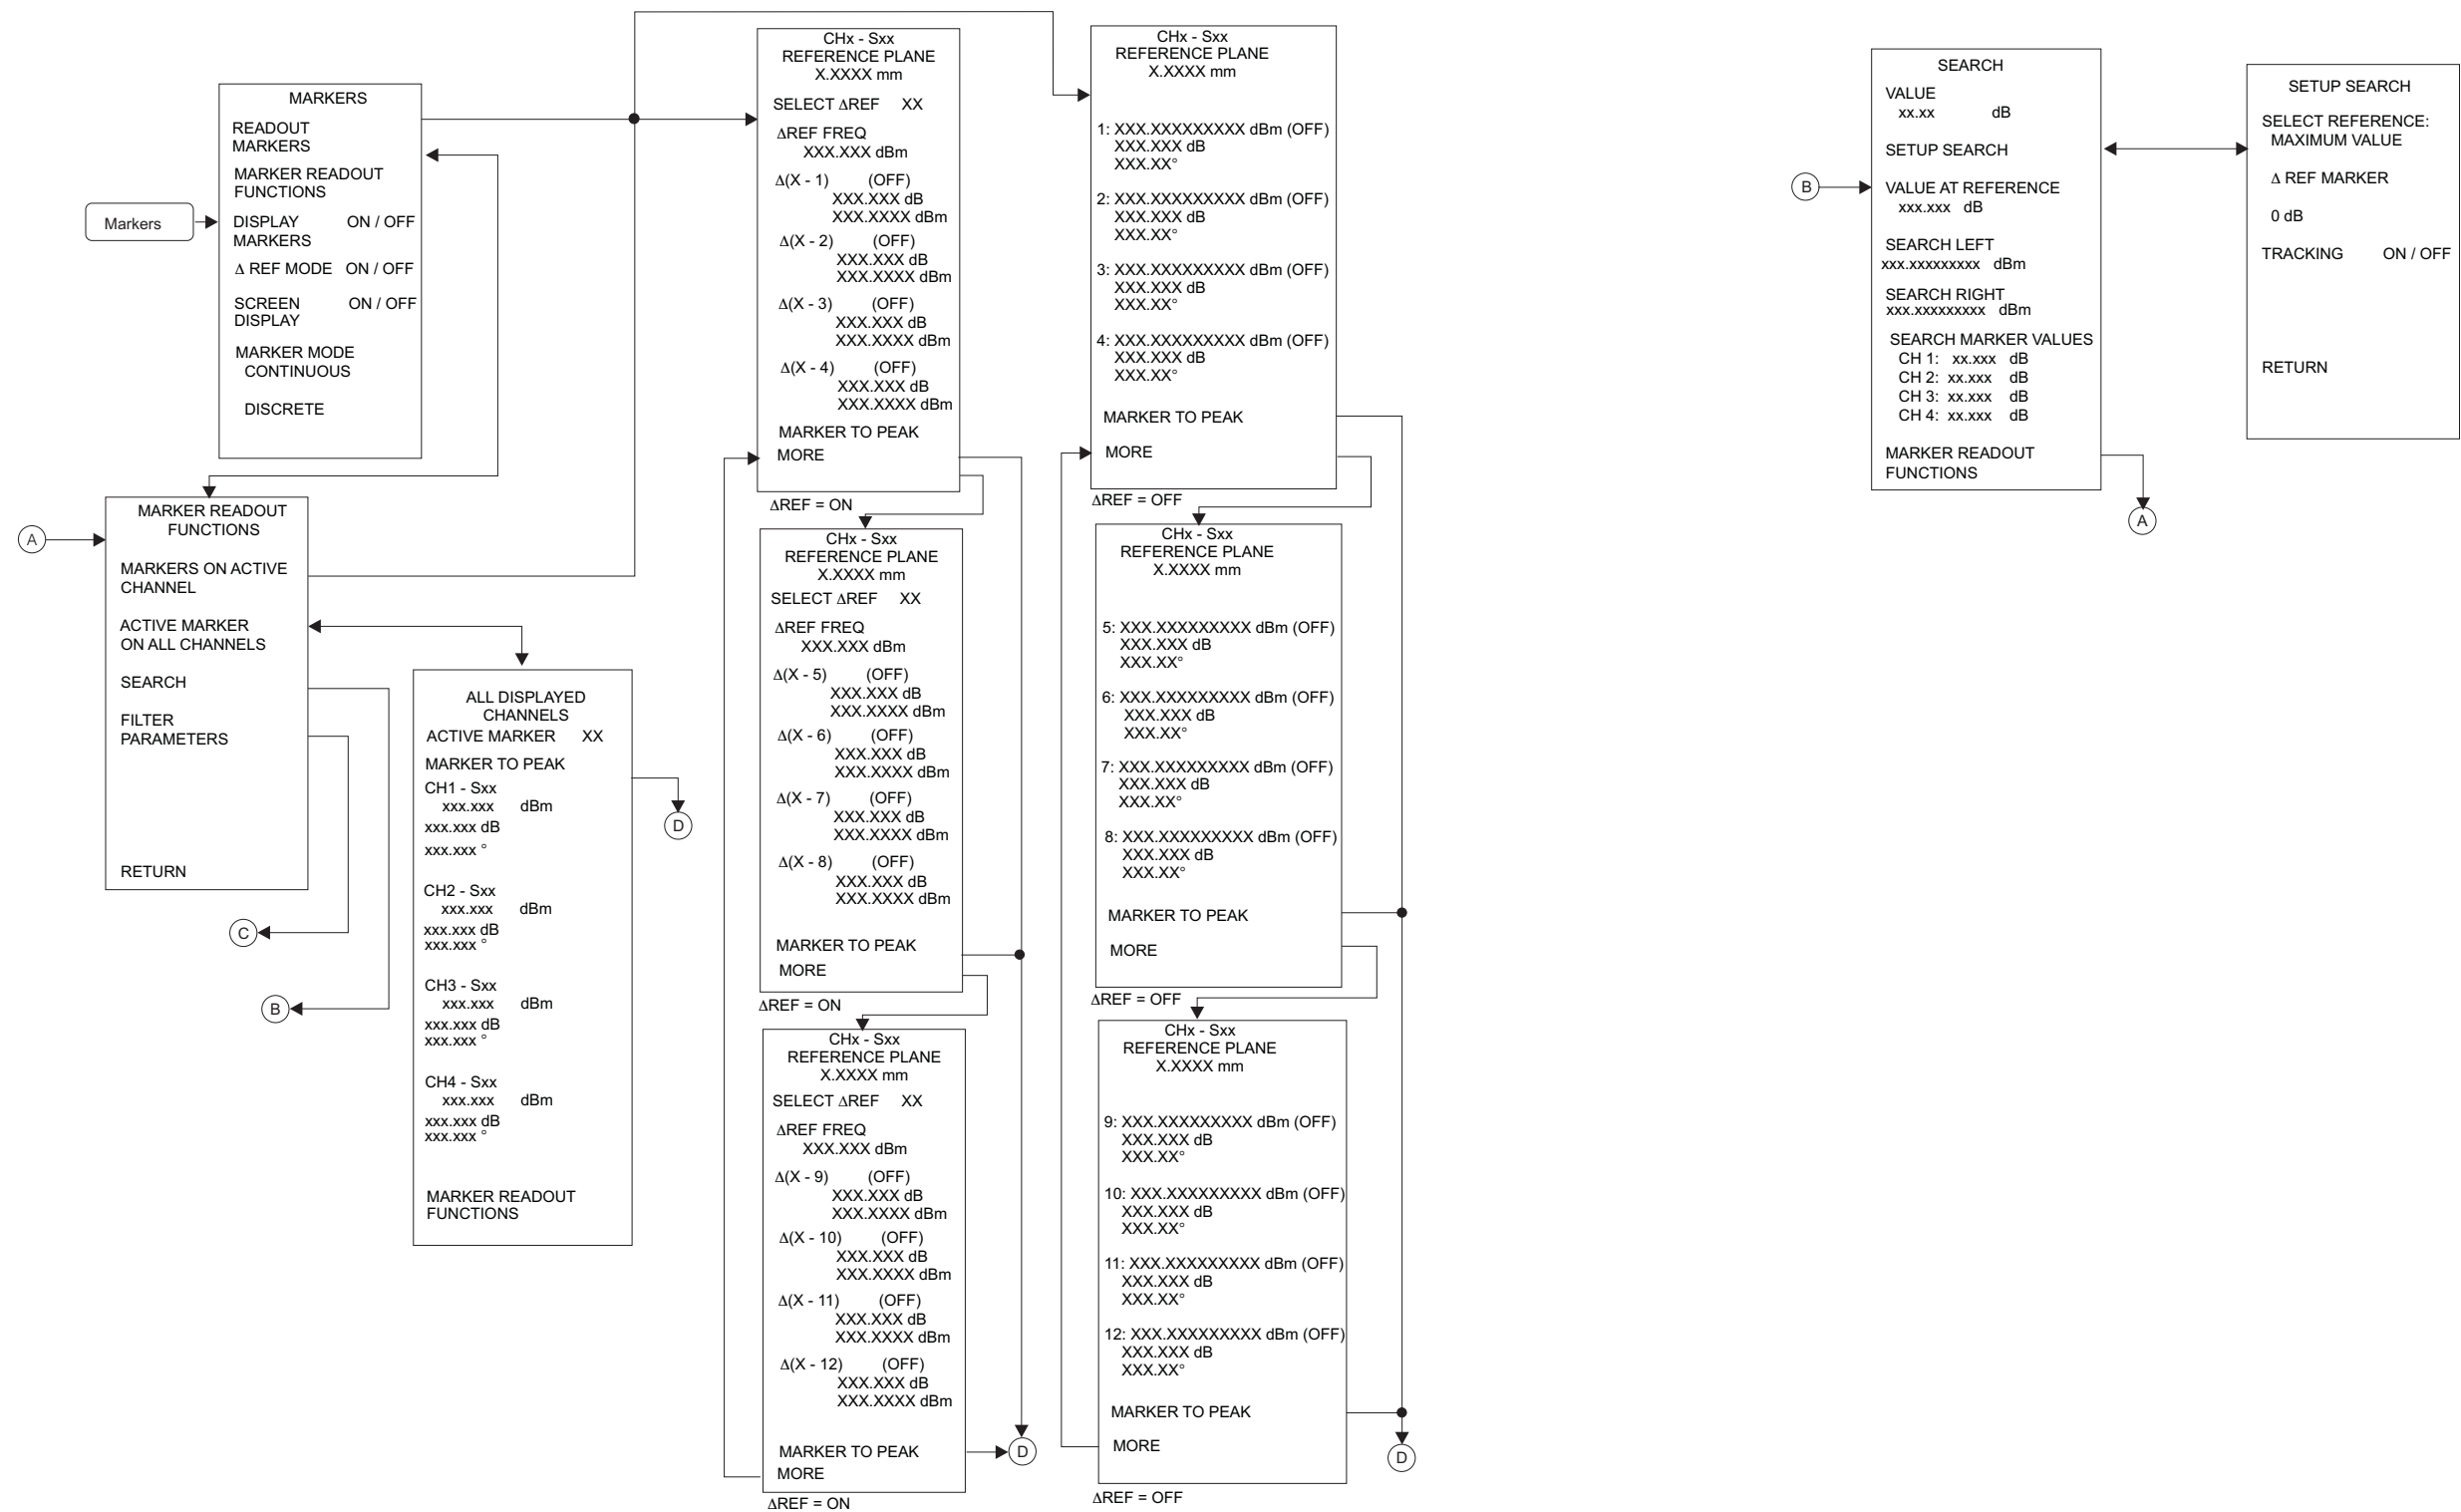 Markers
MARKERS
READOUT
MARKERS
MARKER READOUT
FUNCTIONS
DISPLAY ON / OFF
MARKERS
Δ REF MODE ON / OFF
SCREEN ON / OFF
DISPLAY
MARKER MODE
CONTINUOUS
DISCRETE
A
MARKER READOUT
FUNCTIONS
MARKERS ON ACTIVE
CHANNEL
ACTIVE MARKER
ON ALL CHANNELS
SEARCH
FILTER
PARAMETERS
RETURN
C
B
ALL DISPLAYED
CHANNELS
ACTIVE MARKER XX
MARKER TO PEAK
CH1 - Sxx
xxx.xxx dBm
xxx.xxx dB
xxx.xxx °
CH2 - Sxx
xxx.xxx dBm
xxx.xxx dB
xxx.xxx °
CH3 - Sxx
xxx.xxx dBm
xxx.xxx dB
xxx.xxx °
CH4 - Sxx
xxx.xxx dBm
xxx.xxx dB
xxx.xxx °
MARKER READOUT
FUNCTIONS
D
CHx - Sxx
REFERENCE PLANE
X.XXXX mm
SELECT ΔREF XX
ΔREF FREQ
XXX.XXX dBm
Δ(X - 1) (OFF)
XXX.XXX dB
XXX.XXXX dBm
Δ(X - 2) (OFF)
XXX.XXX dB
XXX.XXXX dBm
Δ(X - 3) (OFF)
XXX.XXX dB
XXX.XXXX dBm
Δ(X - 4) (OFF)
XXX.XXX dB
XXX.XXXX dBm
MARKER TO PEAK
MORE
ΔREF = ON
CHx - Sxx
REFERENCE PLANE
X.XXXX mm
SELECT ΔREF XX
ΔREF FREQ
XXX.XXX dBm
Δ(X - 5) (OFF)
XXX.XXX dB
XXX.XXXX dBm
Δ(X - 6) (OFF)
XXX.XXX dB
XXX.XXXX dBm
Δ(X - 7) (OFF)
XXX.XXX dB
XXX.XXXX dBm
Δ(X - 8) (OFF)
XXX.XXX dB
XXX.XXXX dBm
MARKER TO PEAK
MORE
ΔREF = ON
CHx - Sxx
REFERENCE PLANE
X.XXXX mm
SELECT ΔREF XX
ΔREF FREQ
XXX.XXX dBm
Δ(X - 9) (OFF)
XXX.XXX dB
XXX.XXXX dBm
Δ(X - 10) (OFF)
XXX.XXX dB
XXX.XXXX dBm
Δ(X - 11) (OFF)
XXX.XXX dB
XXX.XXXX dBm
Δ(X - 12) (OFF)
XXX.XXX dB
XXX.XXXX dBm
MARKER TO PEAK
MORE
ΔREF = ON
D
CHx - Sxx
REFERENCE PLANE
X.XXXX mm
1: XXX.XXXXXXXXX dBm (OFF)
XXX.XXX dB
XXX.XX°
2: XXX.XXXXXXXXX dBm (OFF)
XXX.XXX dB
XXX.XX°
3: XXX.XXXXXXXXX dBm (OFF)
XXX.XXX dB
XXX.XX°
4: XXX.XXXXXXXXX dBm (OFF)
XXX.XXX dB
XXX.XX°
MARKER TO PEAK
MORE
ΔREF = OFF
CHx - Sxx
REFERENCE PLANE
X.XXXX mm
5: XXX.XXXXXXXXX dBm (OFF)
XXX.XXX dB
XXX.XX°
6: XXX.XXXXXXXXX dBm (OFF)
XXX.XXX dB
XXX.XX°
7: XXX.XXXXXXXXX dBm (OFF)
XXX.XXX dB
XXX.XX°
8: XXX.XXXXXXXXX dBm (OFF)
XXX.XXX dB
XXX.XX°
MARKER TO PEAK
MORE
ΔREF = OFF
CHx - Sxx
REFERENCE PLANE
X.XXXX mm
9: XXX.XXXXXXXXX dBm (OFF)
XXX.XXX dB
XXX.XX°
10: XXX.XXXXXXXXX dBm (OFF)
XXX.XXX dB
XXX.XX°
11: XXX.XXXXXXXXX dBm (OFF)
XXX.XXX dB
XXX.XX°
12: XXX.XXXXXXXXX dBm (OFF)
XXX.XXX dB
XXX.XX°
MARKER TO PEAK
MORE
ΔREF = OFF
D
B
SEARCH
VALUE
xx.xx dB
SETUP SEARCH
VALUE AT REFERENCE
xxx.xxx dB
SEARCH LEFT
xxx.xxxxxxxxx dBm
SEARCH RIGHT
xxx.xxxxxxxxx dBm
SEARCH MARKER VALUES
CH 1: xx.xxx dB
CH 2: xx.xxx dB
CH 3: xx.xxx dB
CH 4: xx.xxx dB
MARKER READOUT
FUNCTIONS
A
SETUP SEARCH
SELECT REFERENCE:
MAXIMUM VALUE
Δ REF MARKER
0 dB
TRACKING ON / OFF
RETURN